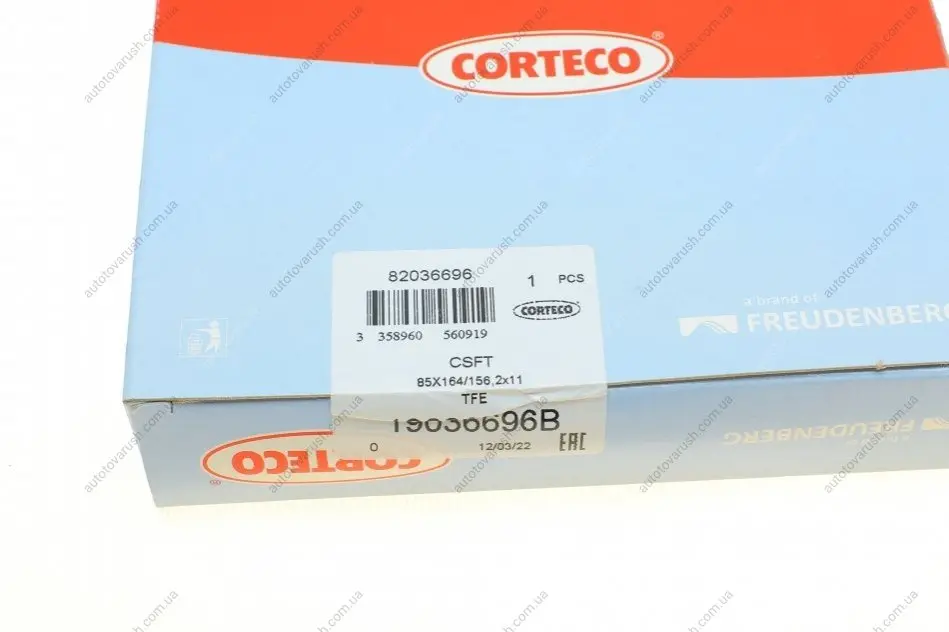 CORTECO
®
82036696
1 PCS
CORTECO
3 358960 560919
CSFT
85X164/156,2x11
TFE
19036696B
0 12/03/22 EAC
a brand of
FREUDENBERG
CORTECO
®
FREUDENBERG
autotovarush.com.ua